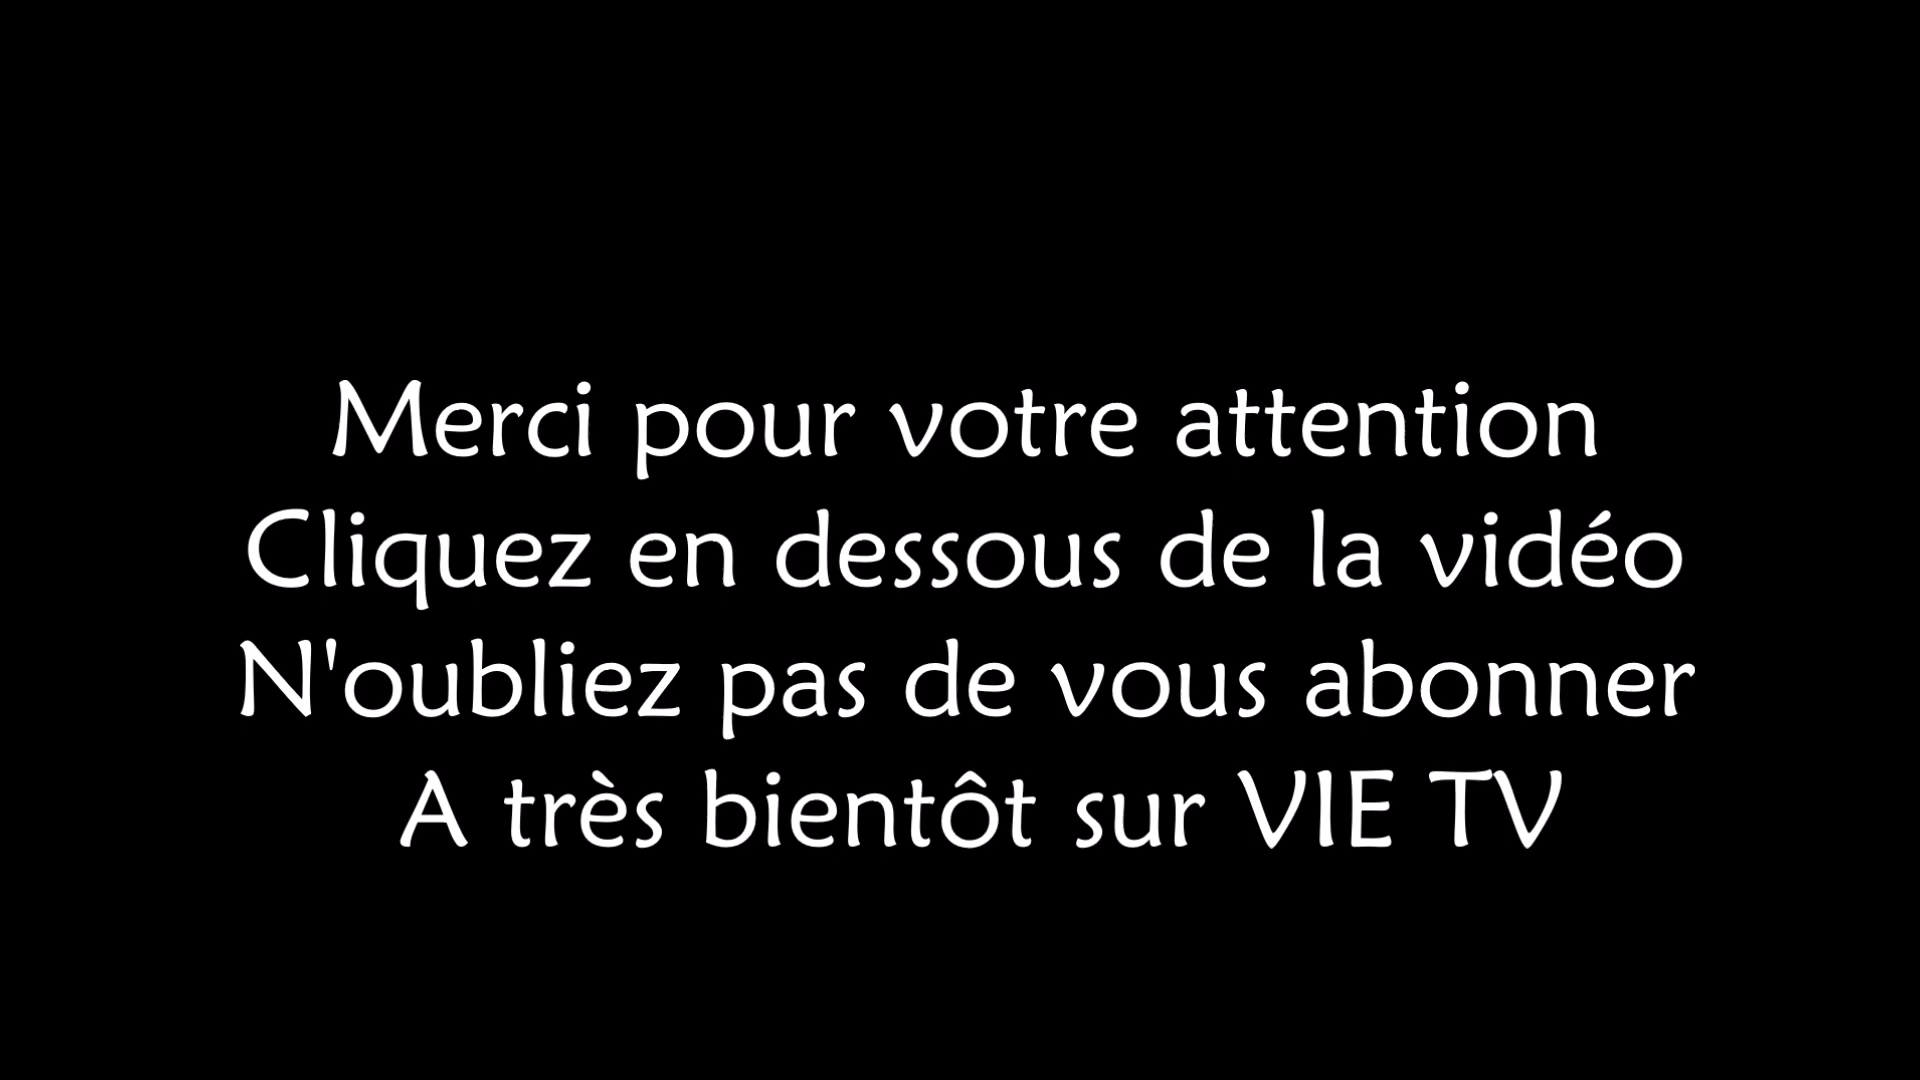 Merci pour votre attention
Cliquez en dessous de la vidéo
N'oubliez pas de vous abonner
A très bientôt sur VIE TV